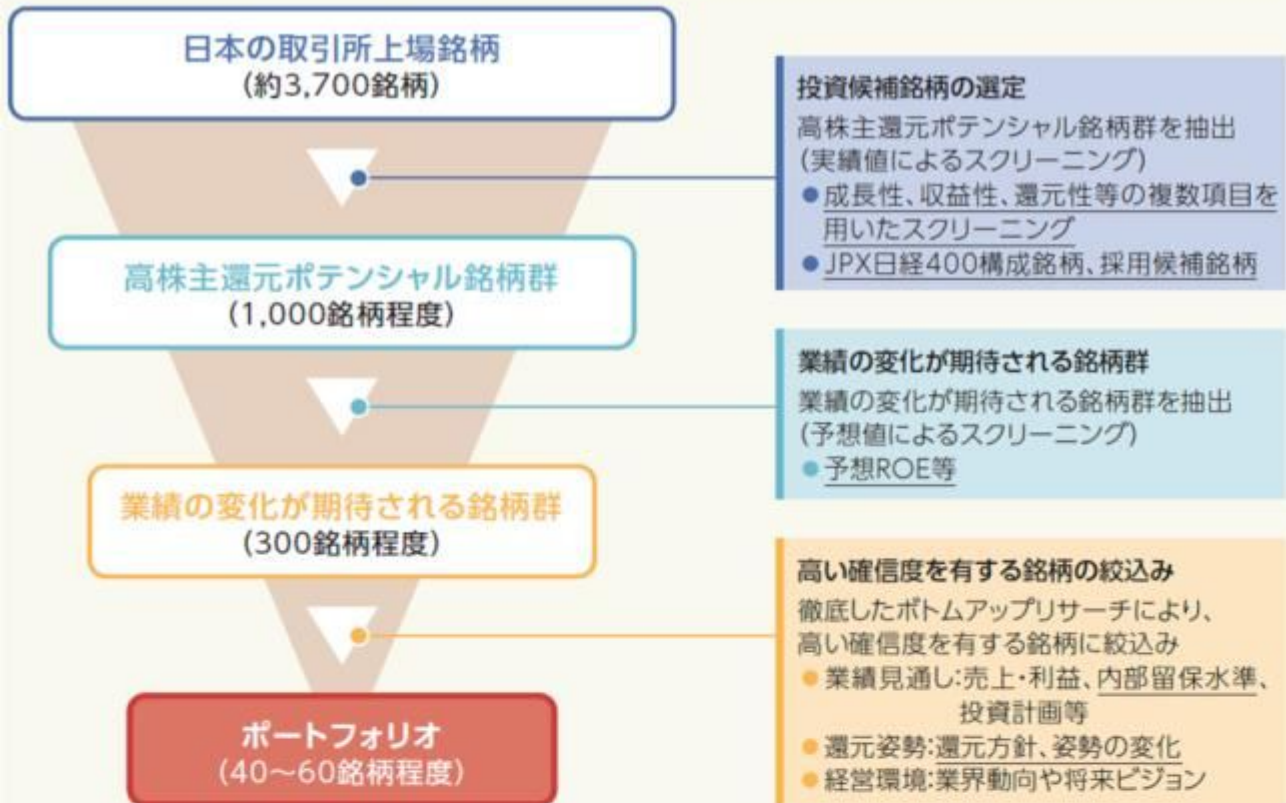 日本の取引所上場銘柄
(約3,700銘柄)
投資候補銘柄の選定
高株主還元ポテンシャル銘柄群を抽出
(実績値によるスクリーニング)
●成長性、収益性、還元性等の複数項目を
用いたスクリーニング
●JPX日経400構成銘柄、採用候補銘柄
高株主還元ポテンシャル銘柄群
(1,000銘柄程度)
業績の変化が期待される銘柄群
業績の変化が期待される銘柄群を抽出
(予想値によるスクリーニング)
●予想ROE等
業績の変化が期待される銘柄群
(300銘柄程度)
高い確信度を有する銘柄の絞込み
徹底したボトムアップリサーチにより、
高い確信度を有する銘柄に絞込み
●業績見通し:売上・利益、内部留保水準、
投資計画等
●還元姿勢:還元方針、姿勢の変化
●経営環境:業界動向や将来ビジョン
ポートフォリオ
(40〜60銘柄程度)